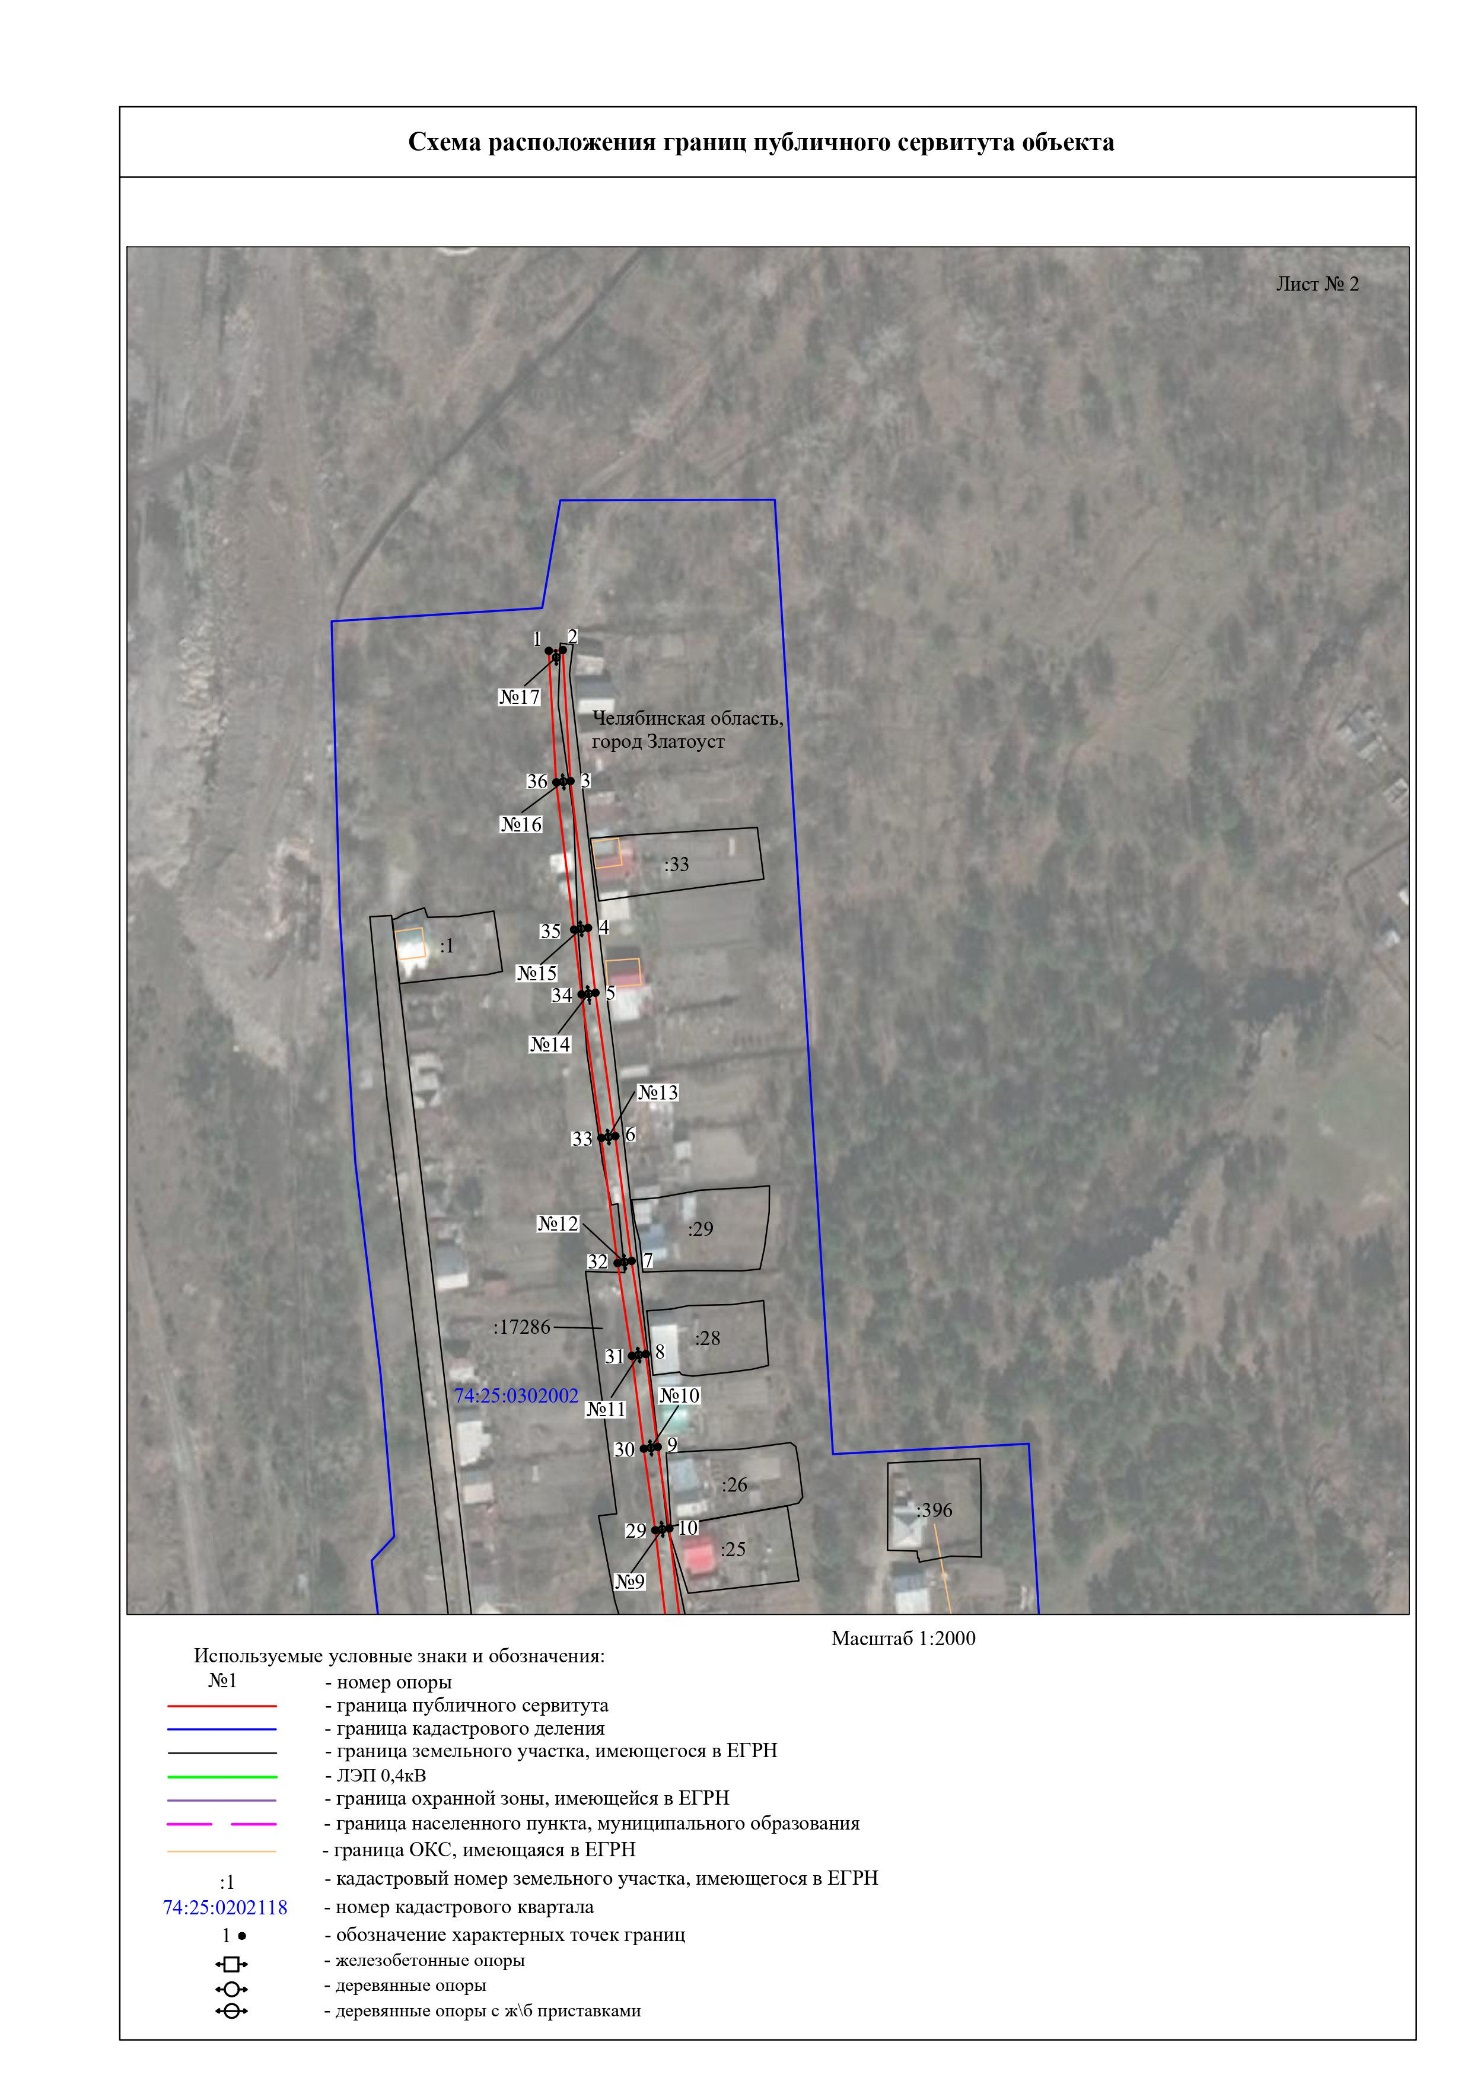 Схема расположения границ публичного сервитута объекта
Лист № 2
1
2
№17
Челябинская область,
город Златоуст
36
3
№16
:33
35
4
:1
№15
34
5
№14
№13
33
6
№12
:29
32
7
:17286
:28
31
8
74:25:0302002
№11
№10
30
9
:26
:396
29
10
:25
№9
Масштаб 1:2000
Используемые условные знаки и обозначения:
№1 - номер опоры
- граница публичного сервитута
- граница кадастрового деления
- граница земельного участка, имеющегося в ЕГРН
- ЛЭП 0,4кВ
- граница охранной зоны, имеющейся в ЕГРН
- граница населенного пункта, муниципального образования
- граница ОКС, имеющаяся в ЕГРН
:1 - кадастровый номер земельного участка, имеющегося в ЕГРН
74:25:0202118 - номер кадастрового квартала
1 - обозначение характерных точек границ
- железобетонные опоры
- деревянные опоры
- деревянные опоры с ж\б приставками